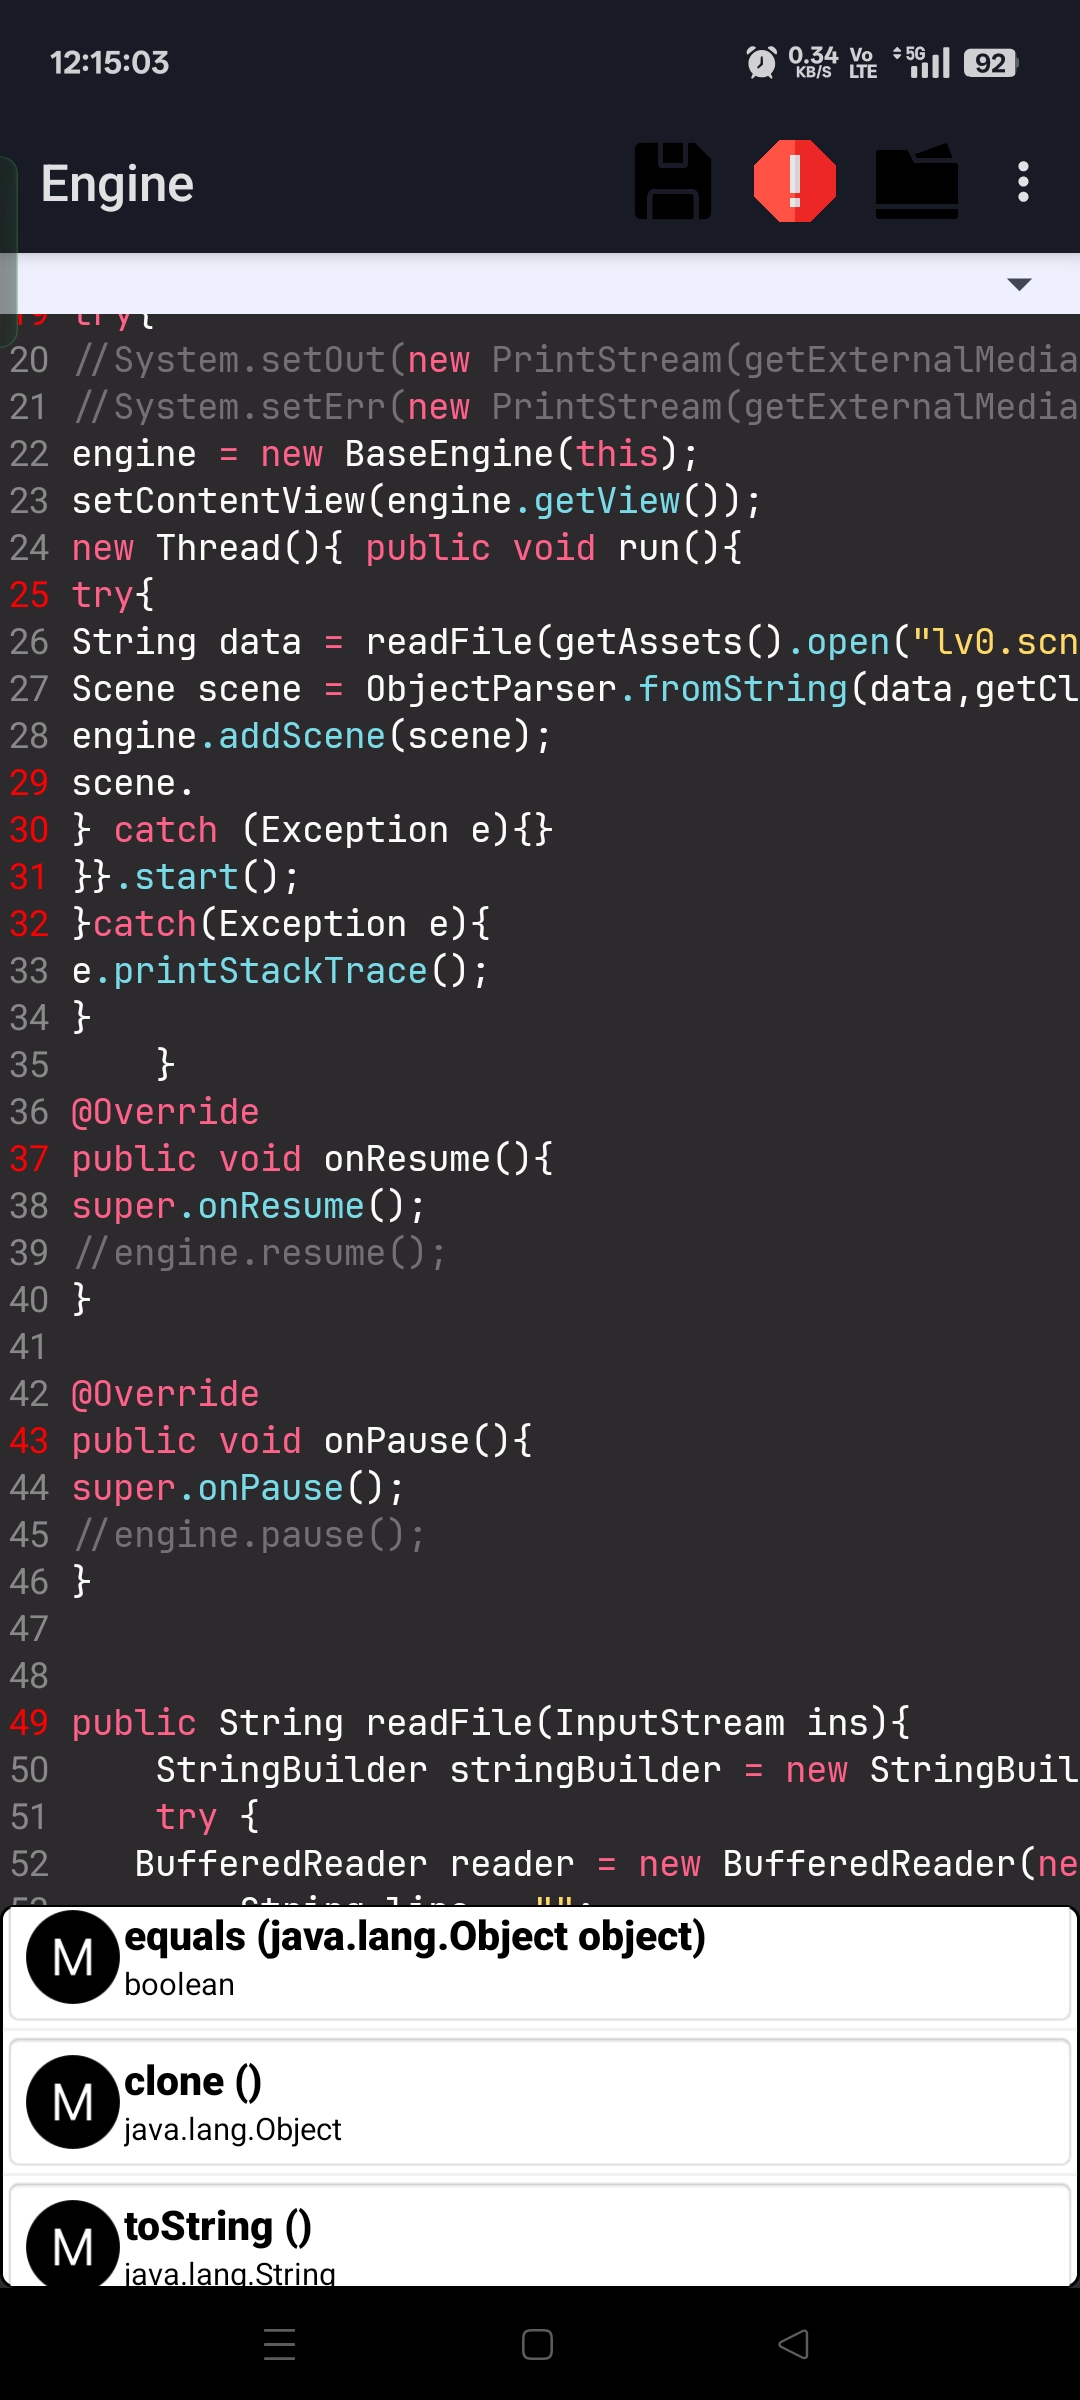 12:15:03
0.34 KB/S Vo LTE 5G 92
Engine
19 try{
20 //System.setOut(new PrintStream(getExternalMedia
21 //System.setErr(new PrintStream(getExternalMedia
22 engine = new BaseEngine(this);
23 setContentView(engine.getView());
24 new Thread(){ public void run(){
25 try{
26 String data = readFile(getAssets().open("lv0.scn
27 Scene scene = ObjectParser.fromString(data,getCl
28 engine.addScene(scene);
29 scene.
30 } catch (Exception e){}
31 }}.start();
32 }catch(Exception e){
33 e.printStackTrace();
34 }
35     }
36 @Override
37 public void onResume(){
38 super.onResume();
39 //engine.resume();
40 }
41
42 @Override
43 public void onPause(){
44 super.onPause();
45 //engine.pause();
46 }
47
48
49 public String readFile(InputStream ins){
50     StringBuilder stringBuilder = new StringBuil
51     try {
52    BufferedReader reader = new BufferedReader(ne
53         String line = "";
M equals (java.lang.Object object)
boolean
M clone ()
java.lang.Object
M toString ()
java.lang.String